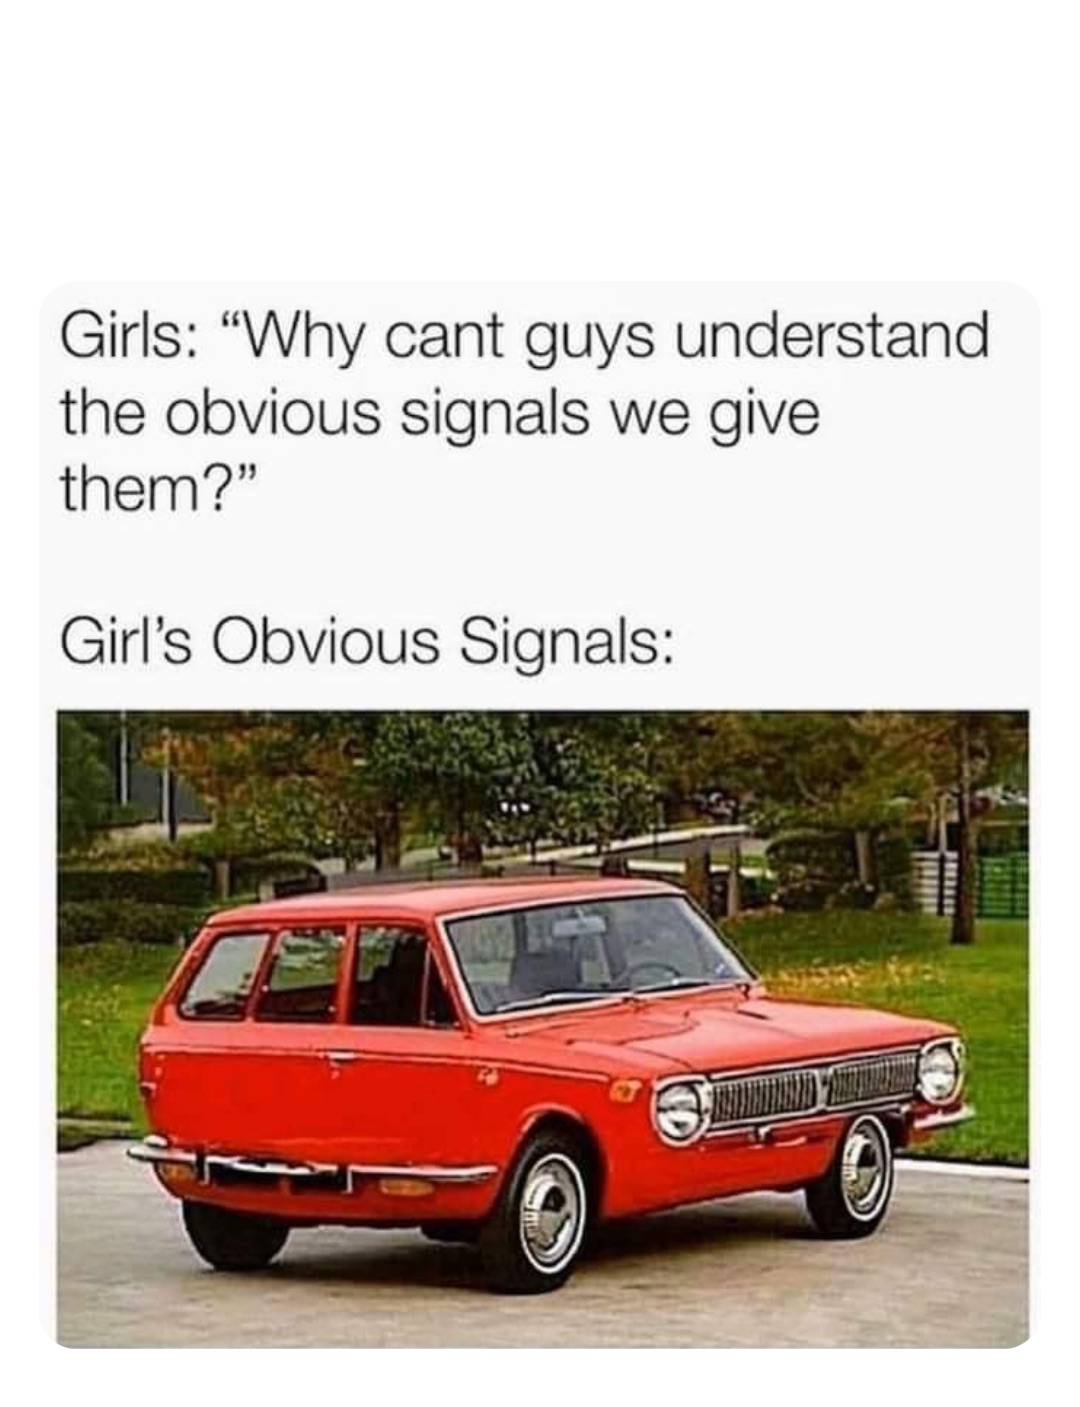 Girls: “Why cant guys understand
the obvious signals we give
them?”
Girl’s Obvious Signals: